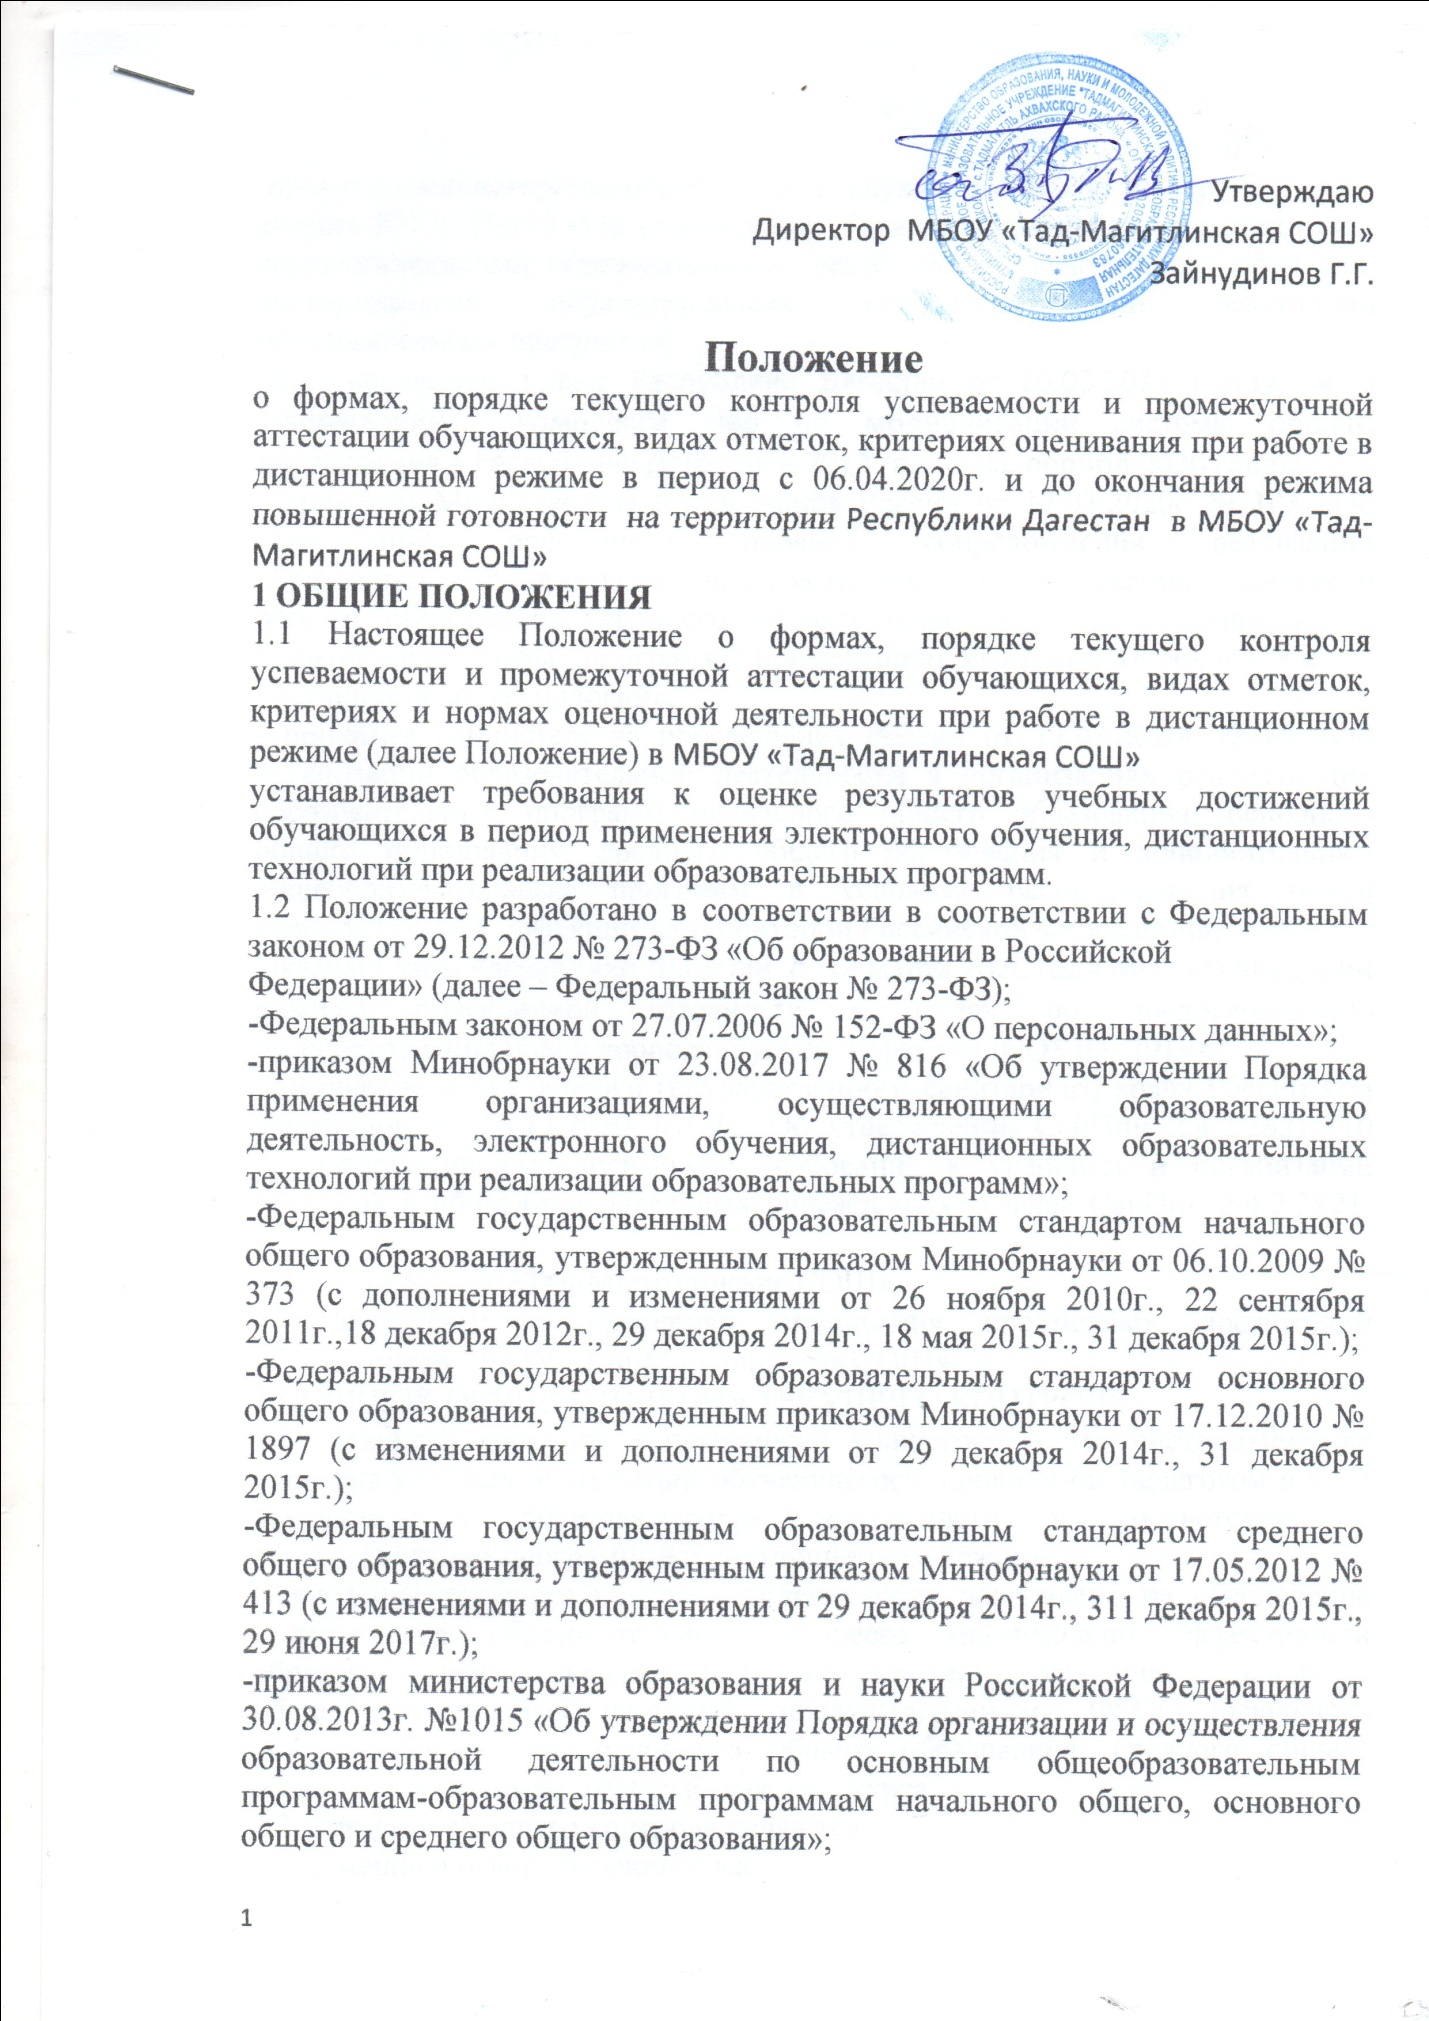 Утверждаю
Директор  МБОУ «Тад-Магитлинская СОШ»
Зайнудинов Г.Г.
Положение
о формах, порядке текущего контроля успеваемости и промежуточной
аттестации обучающихся, видах отметок, критериях оценивания при работе в
дистанционном режиме в период с 06.04.2020г. и до окончания режима
повышенной готовности  на территории Республики Дагестан  в МБОУ «Тад-
Магитлинская СОШ»
1 ОБЩИЕ ПОЛОЖЕНИЯ
1.1 Настоящее Положение о формах, порядке текущего контроля
успеваемости и промежуточной аттестации обучающихся, видах отметок,
критериях и нормах оценочной деятельности при работе в дистанционном
режиме (далее Положение) в МБОУ «Тад-Магитлинская СОШ»
устанавливает требования к оценке результатов учебных достижений
обучающихся в период применения электронного обучения, дистанционных
технологий при реализации образовательных программ.
1.2 Положение разработано в соответствии в соответствии с Федеральным
законом от 29.12.2012 № 273-ФЗ «Об образовании в Российской
Федерации» (далее – Федеральный закон № 273-ФЗ);
-Федеральным законом от 27.07.2006 № 152-ФЗ «О персональных данных»;
-приказом Минобрнауки от 23.08.2017 № 816 «Об утверждении Порядка
применения организациями, осуществляющими образовательную
деятельность, электронного обучения, дистанционных образовательных
технологий при реализации образовательных программ»;
-Федеральным государственным образовательным стандартом начального
общего образования, утвержденным приказом Минобрнауки от 06.10.2009 №
373 (с дополнениями и изменениями от 26 ноября 2010г., 22 сентября
2011г.,18 декабря 2012г., 29 декабря 2014г., 18 мая 2015г., 31 декабря 2015г.);
-Федеральным государственным образовательным стандартом основного
общего образования, утвержденным приказом Минобрнауки от 17.12.2010 №
1897 (с изменениями и дополнениями от 29 декабря 2014г., 31 декабря
2015г.);
-Федеральным государственным образовательным стандартом среднего
общего образования, утвержденным приказом Минобрнауки от 17.05.2012 №
413 (с изменениями и дополнениями от 29 декабря 2014г., 311 декабря 2015г.,
29 июня 2017г.);
-приказом министерства образования и науки Российской Федерации от
30.08.2013г. №1015 «Об утверждении Порядка организации и осуществления
образовательной деятельности по основным общеобразовательным
программам-образовательным программам начального общего, основного
общего и среднего общего образования»;
1